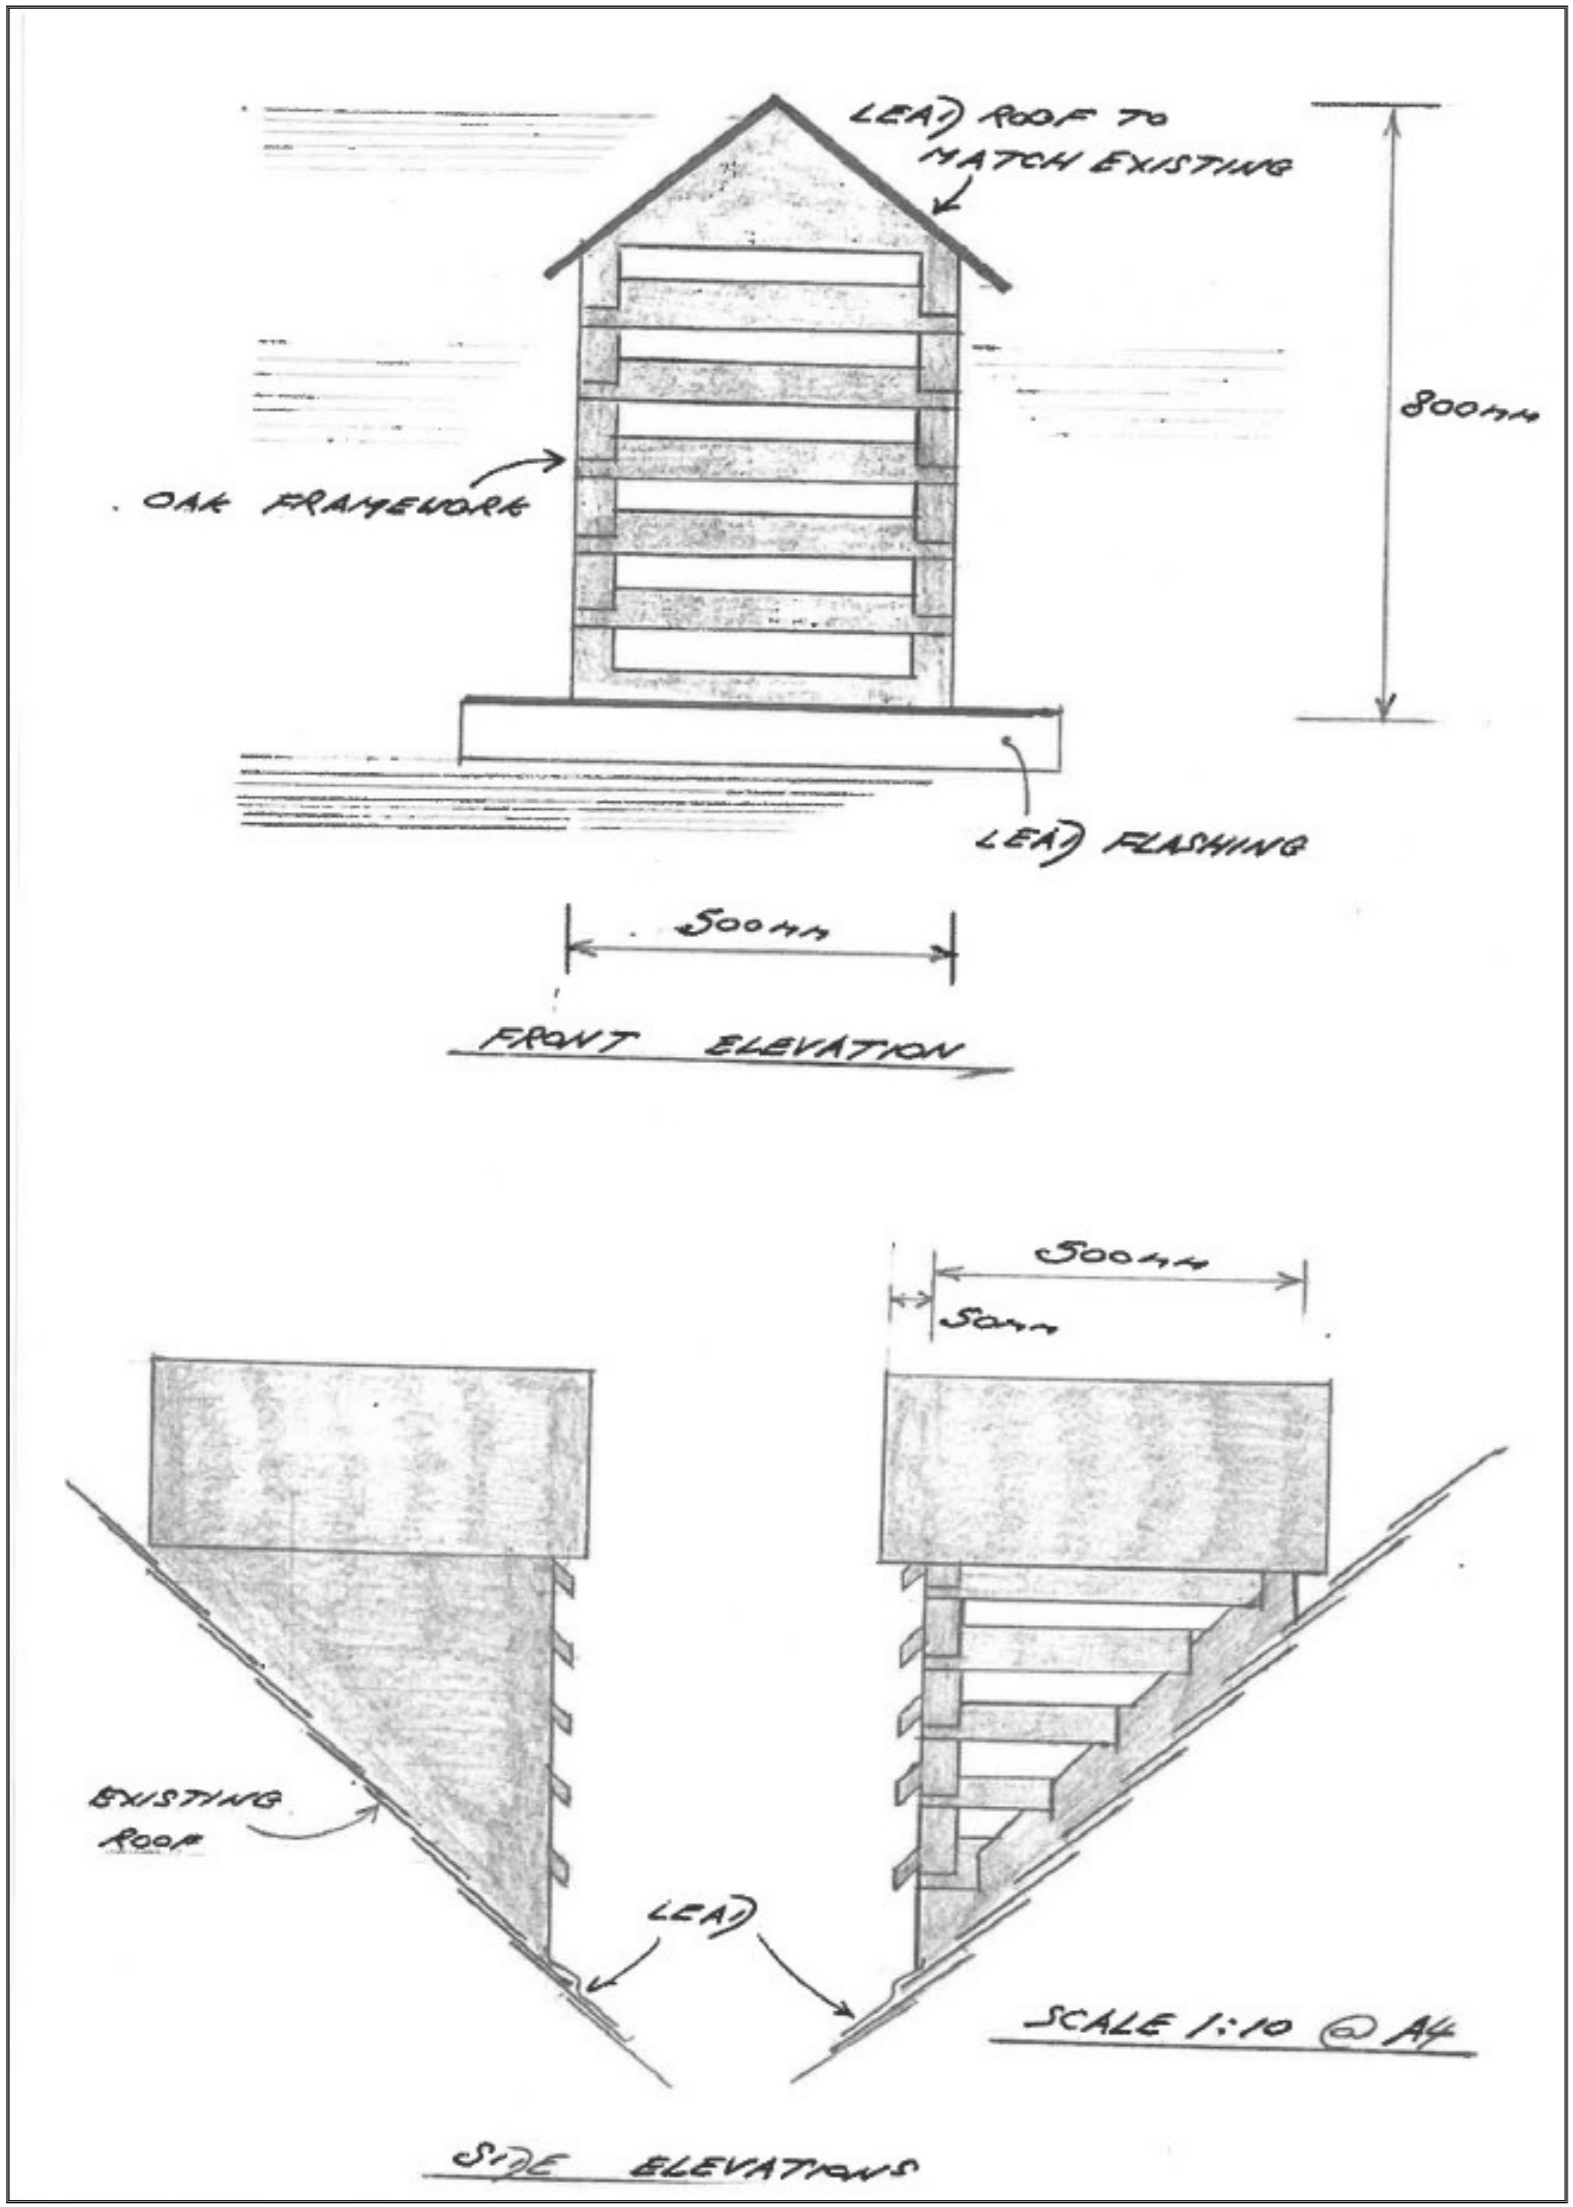 LEAD ROOF TO
MATCH EXISTING
800mm
OAK FRAMEWORK
LEAD FLASHING
500mm
FRONT ELEVATION
500mm
50mm
EXISTING
ROOF
LEAD
SCALE 1:10 @ A4
SIDE ELEVATIONS